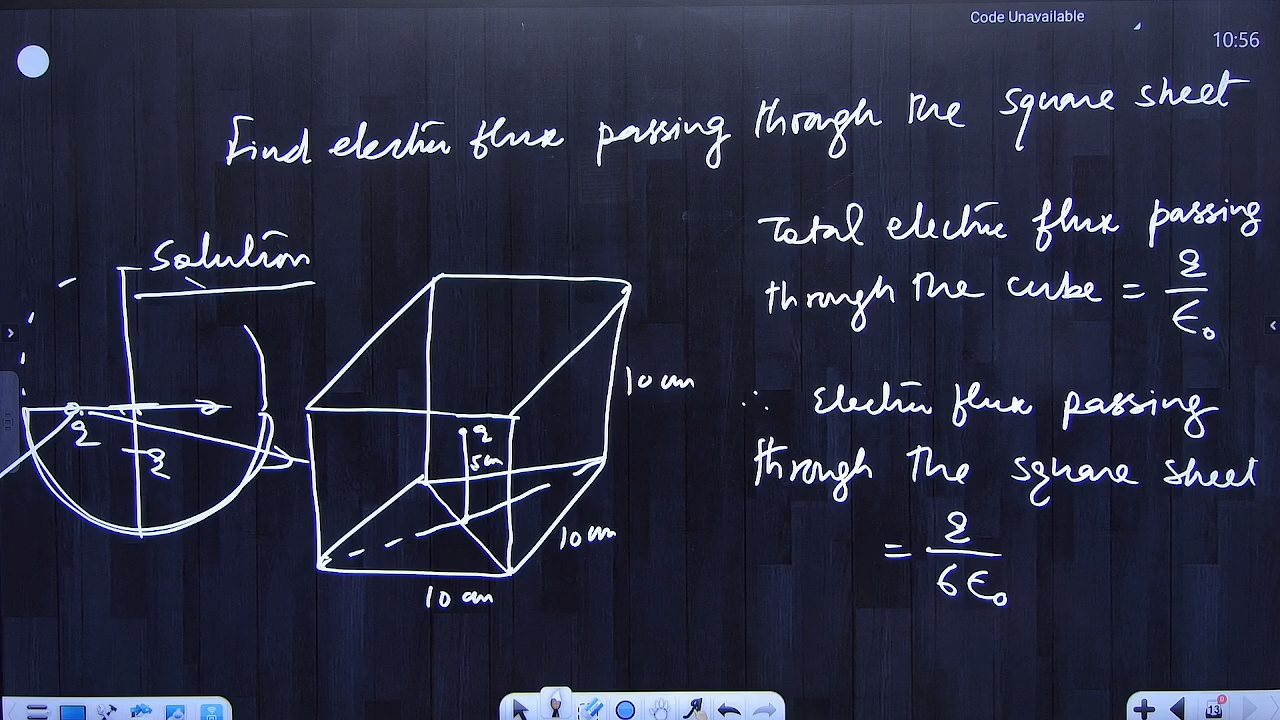 Code Unavailable
10:56
Find electric flux passing through the square sheet
Solution
Total electric flux passing
through the cube = q/ϵ₀
∴ Electric flux passing
through the square sheet
= q/6ϵ₀
q
q
q
5cm
10 cm
10 cm
10 cm
13